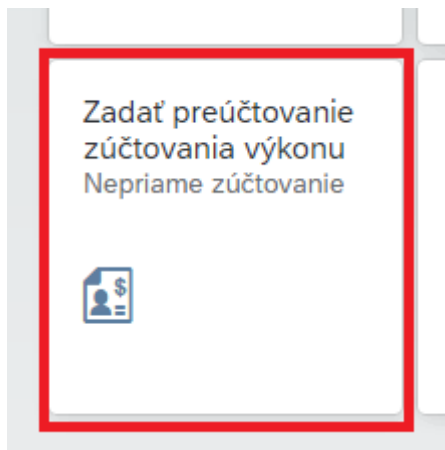 Zadať preúčtovanie
zúčtovania výkonu
Nepriame zúčtovanie
$